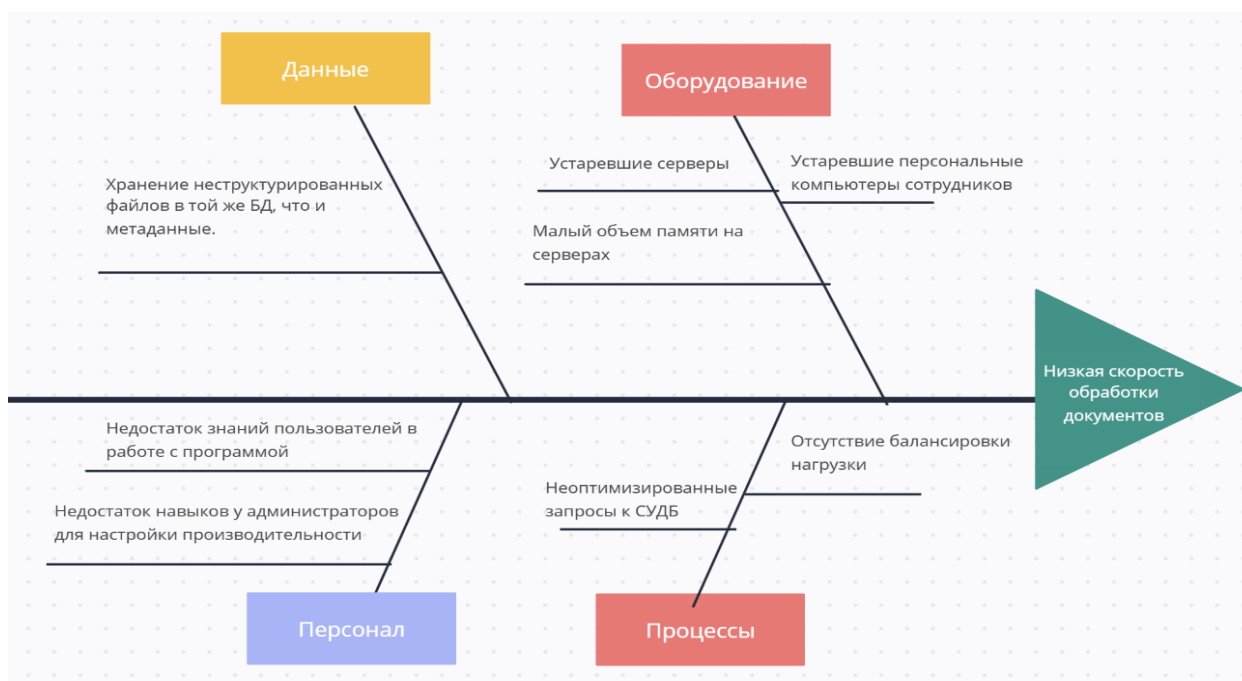 Данные
Оборудование
Устаревшие серверы
Устаревшие персональные
компьютеры сотрудников
Хранение неструктурированных
файлов в той же БД, что и
метаданные.
Малый объем памяти на
серверах
Низкая скорость
обработки
документов
Недостаток знаний пользователей в
работе с программой
Отсутствие балансировки
нагрузки
Неоптимизированные
запросы к СУДБ
Недостаток навыков у администраторов
для настройки производительности
Персонал
Процессы